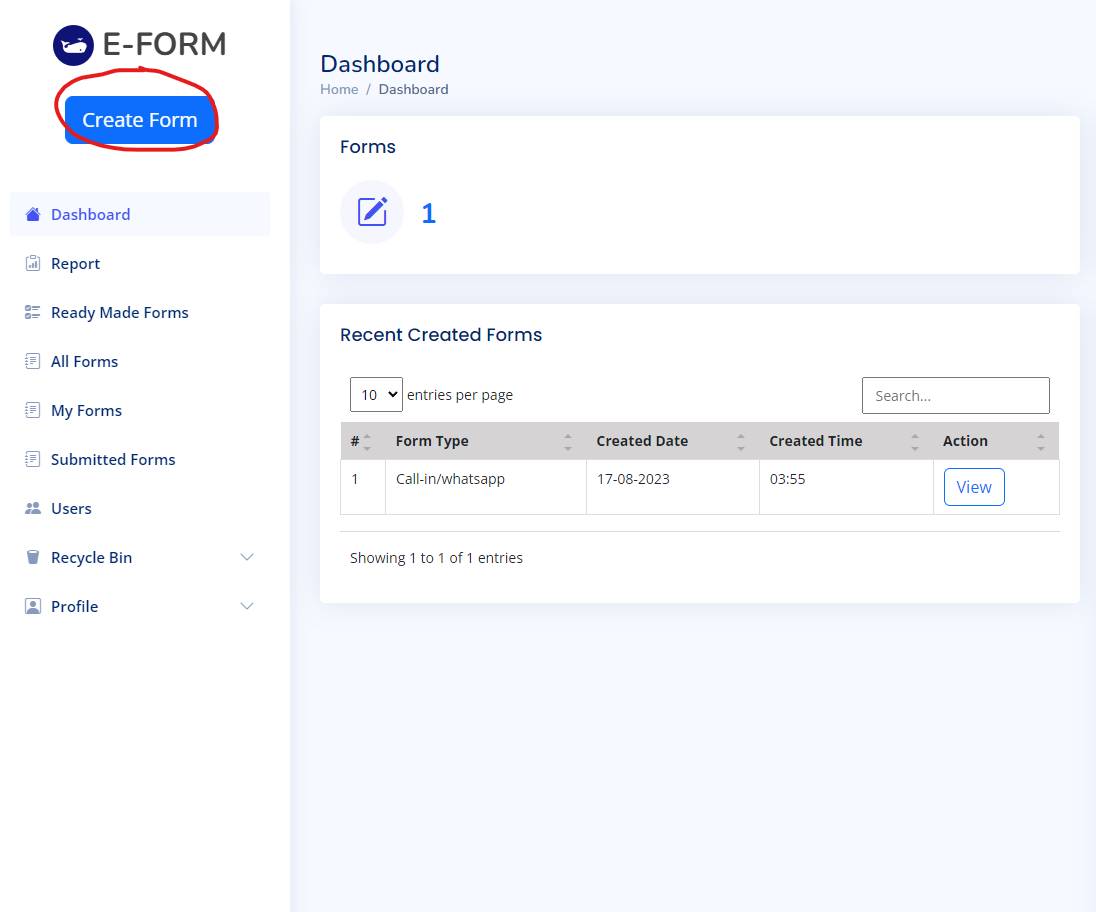 E-FORM
Create Form
Dashboard
Report
Ready Made Forms
All Forms
My Forms
Submitted Forms
Users
Recycle Bin
Profile
Dashboard
Home / Dashboard
Forms
1
Recent Created Forms
10 entries per page Search...
# Form Type Created Date Created Time Action
1 Call-in/whatsapp 17-08-2023 03:55 View
Showing 1 to 1 of 1 entries